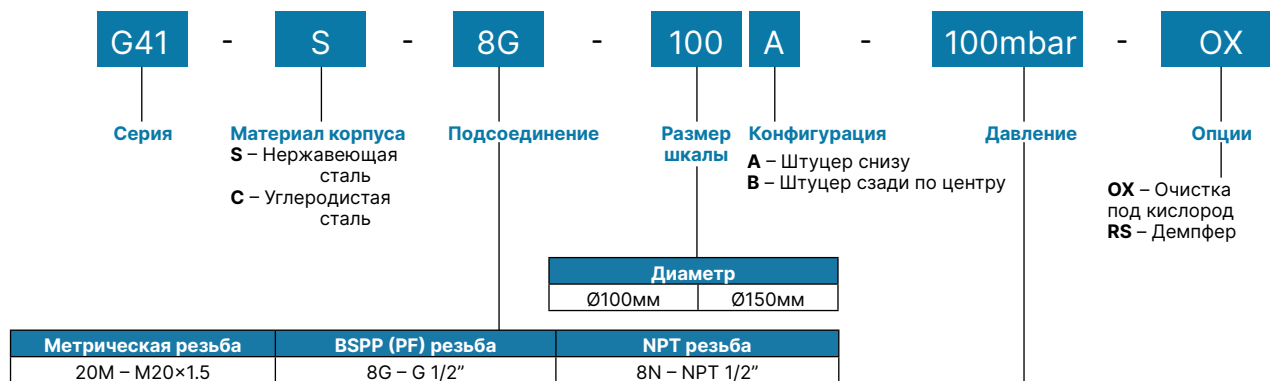 G41 - S - 8G - 100 A - 100mbar - OX
Серия
Материал корпуса
S – Нержавеющая
сталь
C – Углеродистая
сталь
Подсоединение
Размер
шкалы
Конфигурация
A – Штуцер снизу
B – Штуцер сзади по центру
Давление
Опции
OX – Очистка
под кислород
RS – Демпфер
Диаметр
Ø100мм Ø150мм
Метрическая резьба BSPP (PF) резьба NPT резьба
20M – M20×1.5 8G – G 1/2” 8N – NPT 1/2”